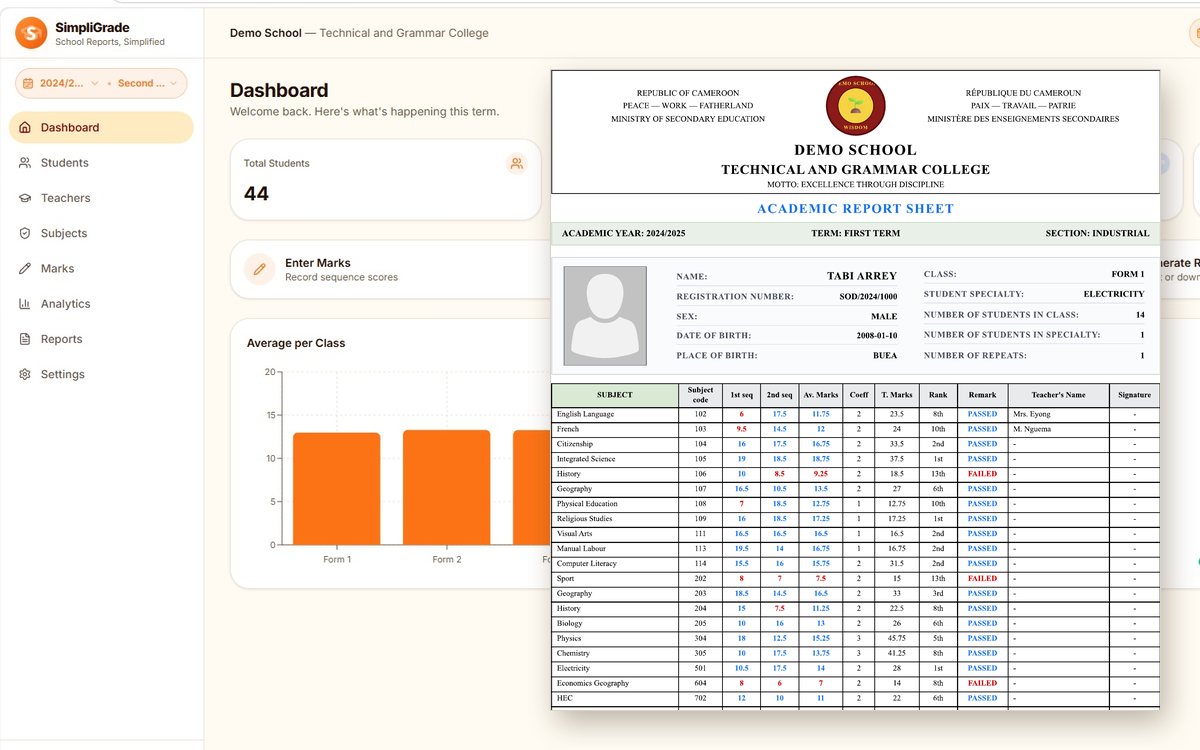 SimpliGrade
School Reports, Simplified
2024/2...
Second ...
Dashboard
Students
Teachers
Subjects
Marks
Analytics
Reports
Settings
Demo School — Technical and Grammar College
Dashboard
Welcome back. Here's what's happening this term.
Total Students
44
Enter Marks
Record sequence scores
Average per Class
20
15
10
5
0
Form 1
Form 2
REPUBLIC OF CAMEROON
PEACE — WORK — FATHERLAND
MINISTRY OF SECONDARY EDUCATION
WISDOM
RÉPUBLIQUE DU CAMEROUN
PAIX — TRAVAIL — PATRIE
MINISTÈRE DES ENSEIGNEMENTS SECONDAIRES
DEMO SCHOOL
TECHNICAL AND GRAMMAR COLLEGE
MOTTO: EXCELLENCE THROUGH DISCIPLINE
ACADEMIC REPORT SHEET
ACADEMIC YEAR: 2024/2025 TERM: FIRST TERM SECTION: INDUSTRIAL
NAME: TABI ARREY
REGISTRATION NUMBER: SOD/2024/1000
SEX: MALE
DATE OF BIRTH: 2008-01-10
PLACE OF BIRTH: BUEA
CLASS: FORM 1
STUDENT SPECIALTY: ELECTRICITY
NUMBER OF STUDENTS IN CLASS: 14
NUMBER OF STUDENTS IN SPECIALTY: 1
NUMBER OF REPEATS: 1
SUBJECT Subject code 1st seq 2nd seq Av. Marks Coeff T. Marks Rank Remark Teacher's Name Signature
English Language 102 6 17.5 11.75 2 23.5 8th PASSED Mrs. Eyong -
French 103 9.5 14.5 12 2 24 10th PASSED M. Nguema -
Citizenship 104 16 17.5 16.75 2 33.5 2nd PASSED - -
Integrated Science 105 19 18.5 18.75 2 37.5 1st PASSED - -
History 106 10 8.5 9.25 2 18.5 13th FAILED - -
Geography 107 16.5 10.5 13.5 2 27 6th PASSED - -
Physical Education 108 7 18.5 12.75 1 12.75 10th PASSED - -
Religious Studies 109 16 18.5 17.25 1 17.25 1st PASSED - -
Visual Arts 111 16.5 16.5 16.5 1 16.5 2nd PASSED - -
Manual Labour 113 19.5 14 16.75 1 16.75 2nd PASSED - -
Computer Literacy 114 15.5 16 15.75 2 31.5 2nd PASSED - -
Sport 202 8 7 7.5 2 15 13th FAILED - -
Geography 203 18.5 14.5 16.5 2 33 3rd PASSED - -
History 204 15 7.5 11.25 2 22.5 8th PASSED - -
Biology 205 10 16 13 2 26 6th PASSED - -
Physics 304 18 12.5 15.25 3 45.75 5th PASSED - -
Chemistry 305 10 17.5 13.75 3 41.25 8th PASSED - -
Electricity 501 10.5 17.5 14 2 28 1st PASSED - -
Economics Geography 604 8 6 7 2 14 8th FAILED - -
HEC 702 12 10 11 2 22 6th PASSED - -